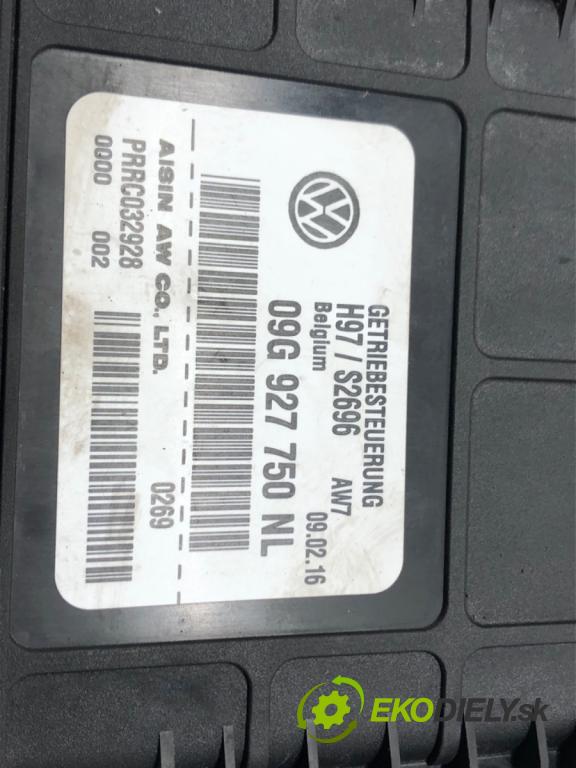 GETRIEBESTEUERUNG
H97 / S2696 AW7
Belgium 09.02.16
09G 927 750 NL
AISIN AW CO., LTD. 0269
PRRC032928
0000 002
EKODIELY.sk